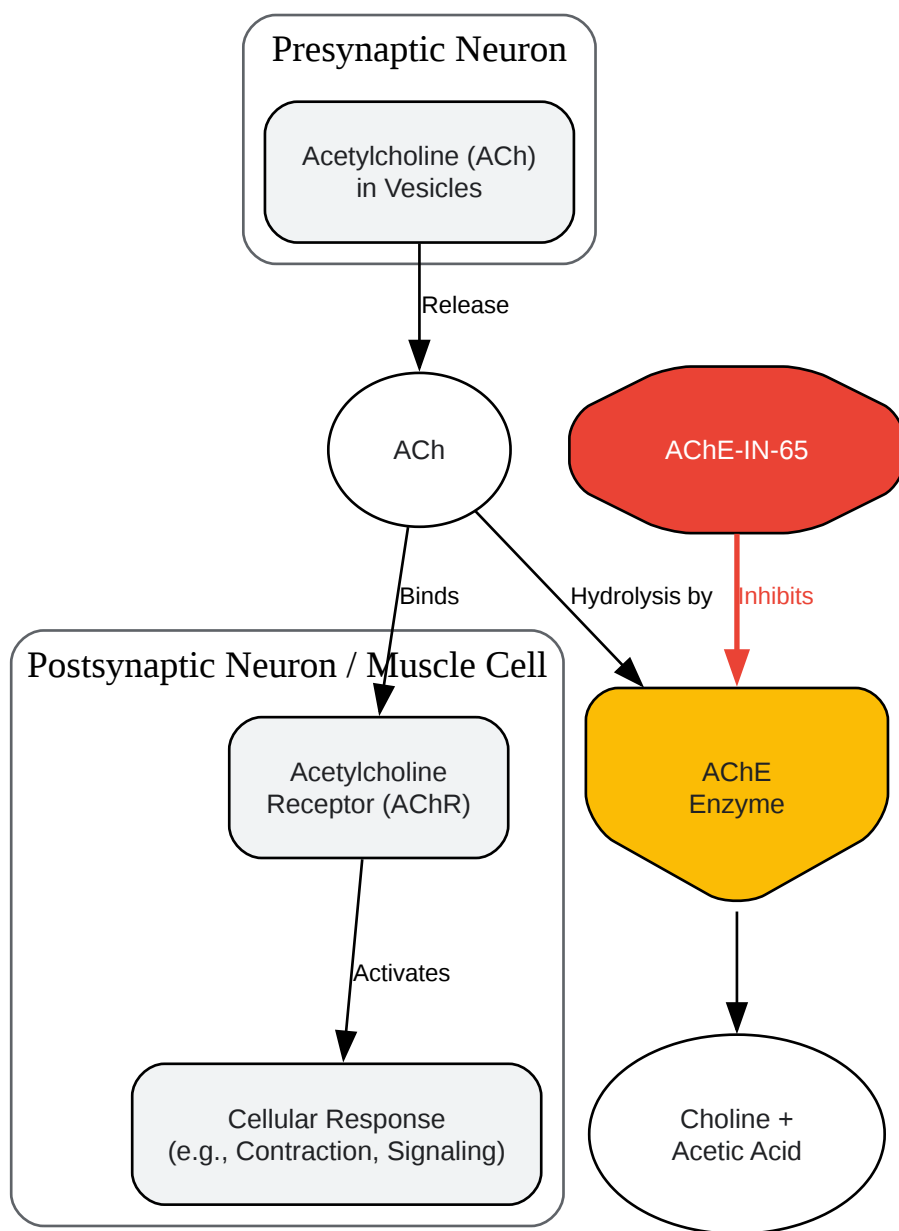 Presynaptic Neuron
Acetylcholine (ACh)
in Vesicles
Release
ACh
AChE-IN-65
Binds
Hydrolysis by
Inhibits
Postsynaptic Neuron / Muscle Cell
Acetylcholine
Receptor (AChR)
AChE
Enzyme
Activates
Cellular Response
(e.g., Contraction, Signaling)
Choline +
Acetic Acid